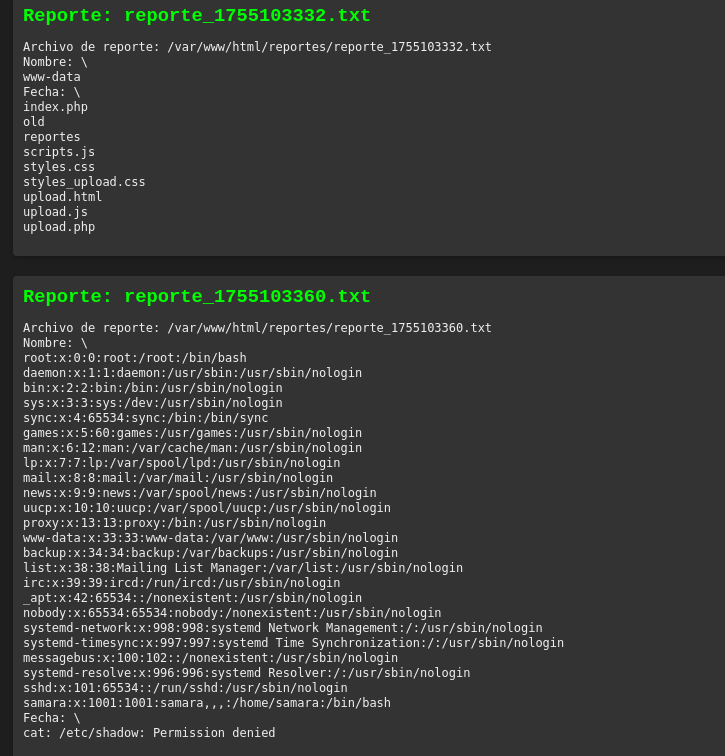 Reporte: reporte_1755103332.txt
Archivo de reporte: /var/www/html/reportes/reporte_1755103332.txt
Nombre: \
www-data
Fecha: \
index.php
old
reportes
scripts.js
styles.css
styles_upload.css
upload.html
upload.js
upload.php
Reporte: reporte_1755103360.txt
Archivo de reporte: /var/www/html/reportes/reporte_1755103360.txt
Nombre: \
root:x:0:0:root:/root:/bin/bash
daemon:x:1:1:daemon:/usr/sbin:/usr/sbin/nologin
bin:x:2:2:bin:/bin:/usr/sbin/nologin
sys:x:3:3:sys:/dev:/usr/sbin/nologin
sync:x:4:65534:sync:/bin:/bin/sync
games:x:5:60:games:/usr/games:/usr/sbin/nologin
man:x:6:12:man:/var/cache/man:/usr/sbin/nologin
lp:x:7:7:lp:/var/spool/lpd:/usr/sbin/nologin
mail:x:8:8:mail:/var/mail:/usr/sbin/nologin
news:x:9:9:news:/var/spool/news:/usr/sbin/nologin
uucp:x:10:10:uucp:/var/spool/uucp:/usr/sbin/nologin
proxy:x:13:13:proxy:/bin:/usr/sbin/nologin
www-data:x:33:33:www-data:/var/www:/usr/sbin/nologin
backup:x:34:34:backup:/var/backups:/usr/sbin/nologin
list:x:38:38:Mailing List Manager:/var/list:/usr/sbin/nologin
irc:x:39:39:ircd:/run/ircd:/usr/sbin/nologin
_apt:x:42:65534::/nonexistent:/usr/sbin/nologin
nobody:x:65534:65534:nobody:/nonexistent:/usr/sbin/nologin
systemd-network:x:998:998:systemd Network Management:/:/usr/sbin/nologin
systemd-timesync:x:997:997:systemd Time Synchronization:/:/usr/sbin/nologin
messagebus:x:100:102::/nonexistent:/usr/sbin/nologin
systemd-resolve:x:996:996:systemd Resolver:/:/usr/sbin/nologin
sshd:x:101:65534::/run/sshd:/usr/sbin/nologin
samara:x:1001:1001:samara,,,:/home/samara:/bin/bash
Fecha: \
cat: /etc/shadow: Permission denied